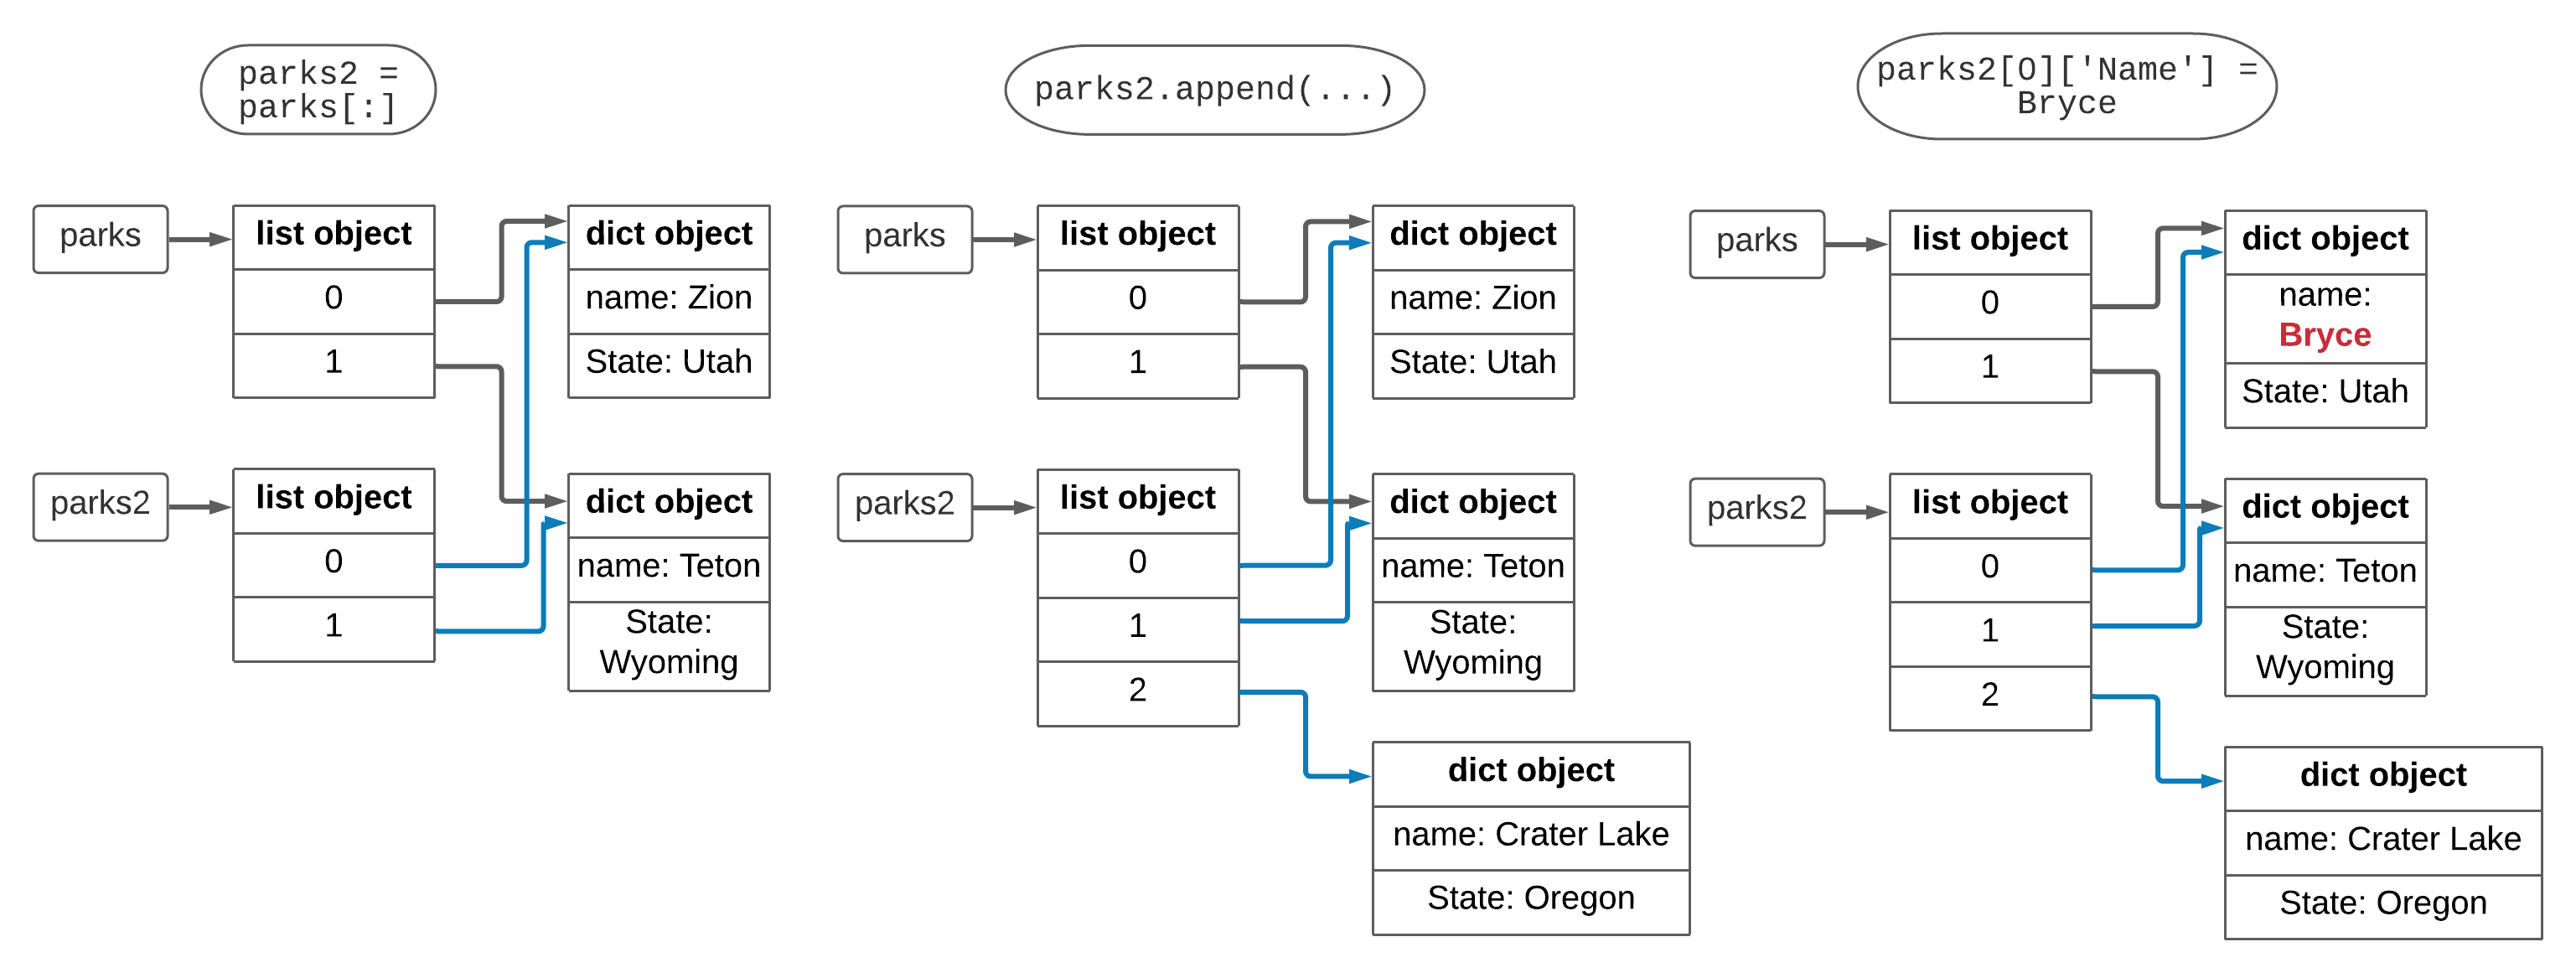 parks2 =
parks[:]
parks
list object
0
1
dict object
name: Zion
State: Utah
parks2
list object
0
1
dict object
name: Teton
State:
Wyoming
parks2.append(...)
parks
list object
0
1
dict object
name: Zion
State: Utah
parks2
list object
0
1
2
dict object
name: Teton
State:
Wyoming
dict object
name: Crater Lake
State: Oregon
parks2[O]['Name'] =
Bryce
parks
list object
0
1
dict object
name:
Bryce
State: Utah
parks2
list object
0
1
2
dict object
name: Teton
State:
Wyoming
dict object
name: Crater Lake
State: Oregon